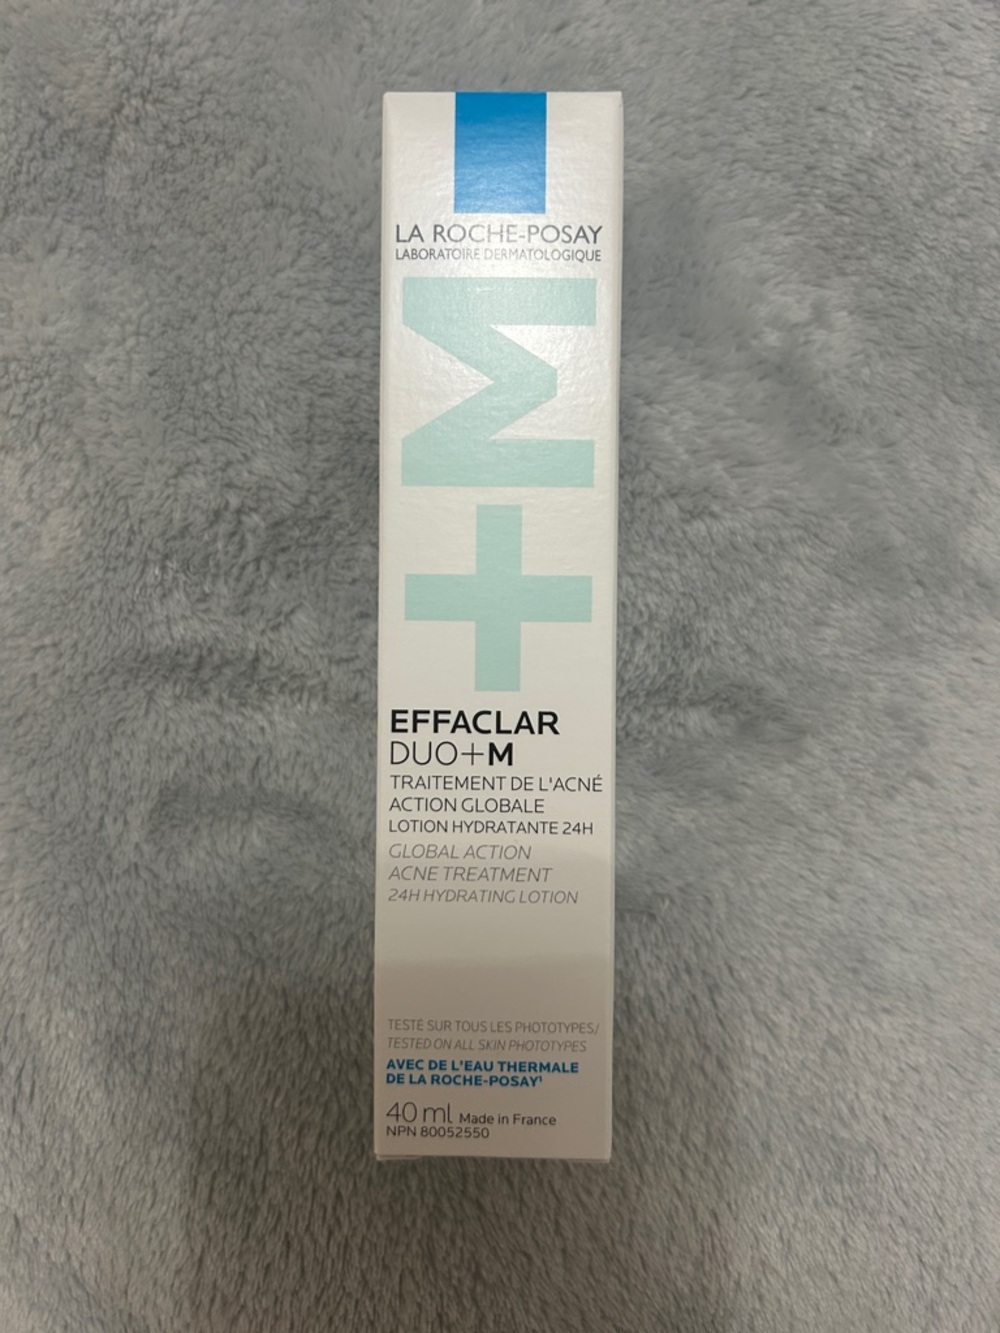 LA ROCHE-POSAY
LABORATOIRE DERMATOLOGIQUE
+M
EFFACLAR
DUO+M
TRAITEMENT DE L'ACNÉ
ACTION GLOBALE
LOTION HYDRATANTE 24H
GLOBAL ACTION
ACNE TREATMENT
24H HYDRATING LOTION
TESTÉ SUR TOUS LES PHOTOTYPES/
TESTED ON ALL SKIN PHOTOTYPES
AVEC DE L'EAU THERMALE
DE LA ROCHE-POSAY¹
40 ml Made in France
NPN 80052550